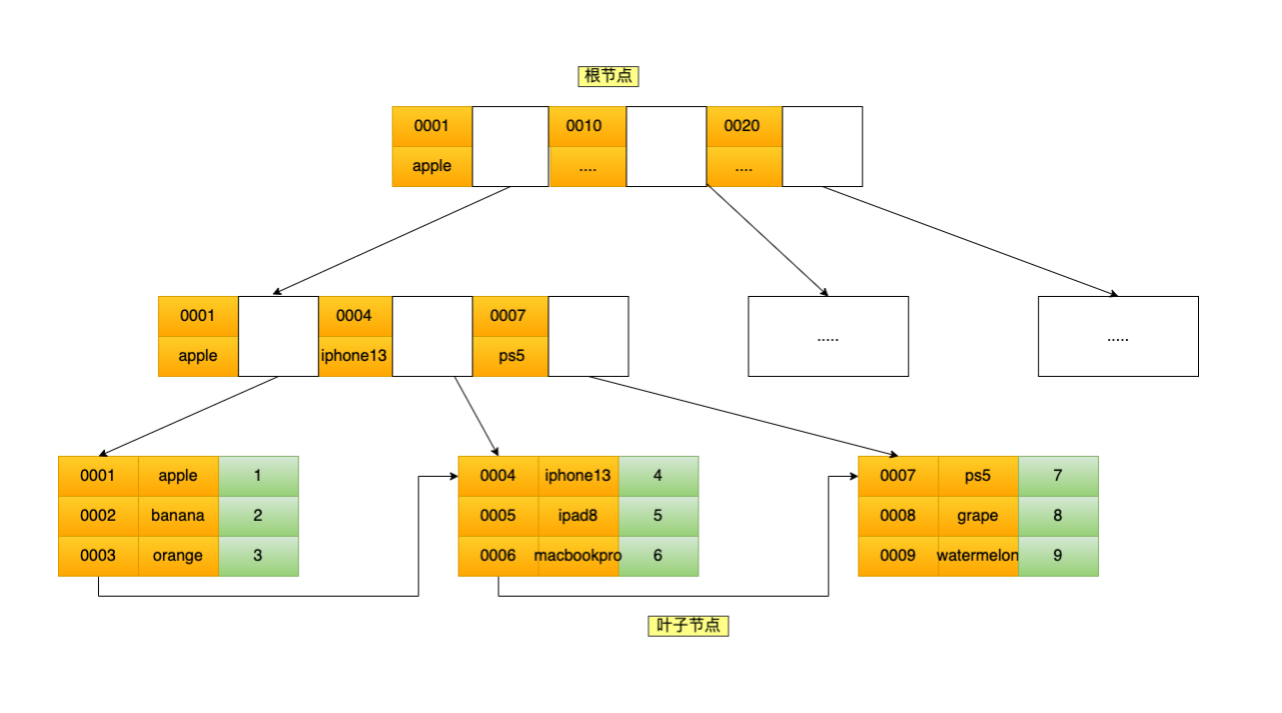 根节点
0001 0010 0020
apple .... ....
0001 0004 0007
apple iphone13 ps5
.....
.....
0001 apple 1
0002 banana 2
0003 orange 3
0004 iphone13 4
0005 ipad8 5
0006 macbookpro 6
0007 ps5 7
0008 grape 8
0009 watermelon 9
叶子节点